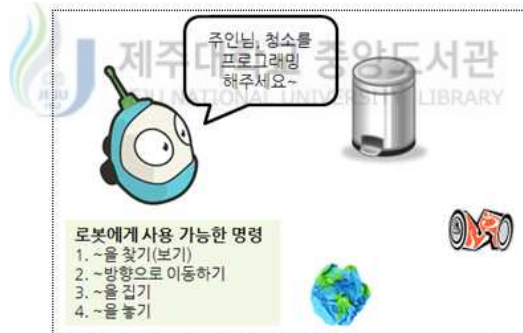 주인님, 청소를
프로그래밍
해주세요~
제주대학교 중앙도서관
JEJU NATIONAL UNIVERSITY LIBRARY
JEJU
로봇에게 사용 가능한 명령
1. ~을 찾기(보기)
2. ~방향으로 이동하기
3. ~을 집기
4. ~을 놓기